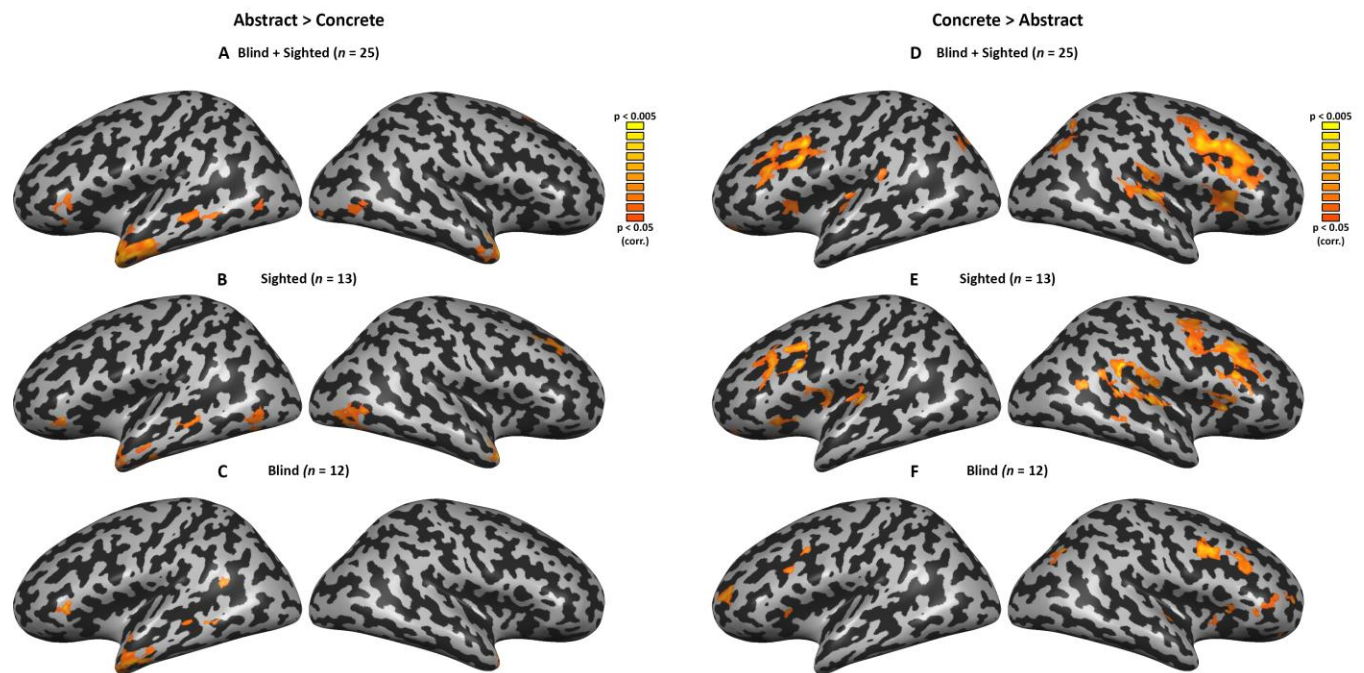 Abstract > Concrete
A Blind + Sighted (n = 25)
p < 0.005
p < 0.05
(corr.)
B Sighted (n = 13)
C Blind (n = 12)
Concrete > Abstract
D Blind + Sighted (n = 25)
p < 0.005
p < 0.05
(corr.)
E Sighted (n = 13)
F Blind (n = 12)